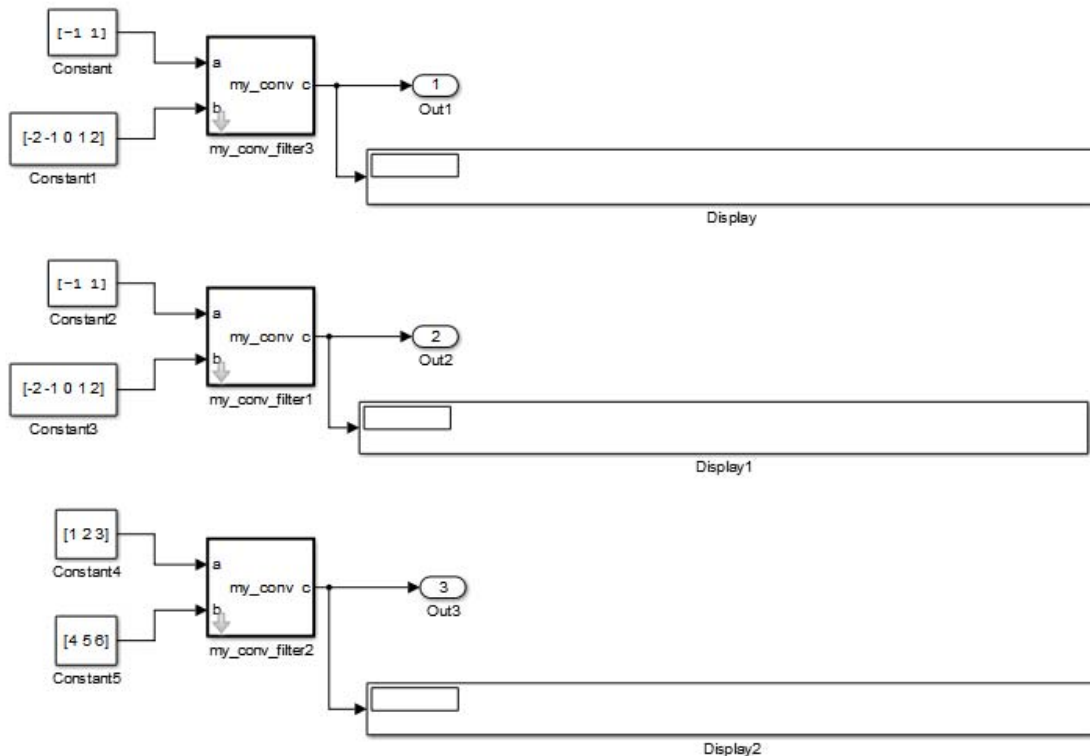 [-1 1]
Constant
a
my_conv c
b
my_conv_filter3
[-2 -1 0 1 2]
Constant1
1
Out1
Display
[-1 1]
Constant2
a
my_conv c
b
my_conv_filter1
[-2 -1 0 1 2]
Constant3
2
Out2
Display1
[1 2 3]
Constant4
a
my_conv c
b
my_conv_filter2
[4 5 6]
Constant5
3
Out3
Display2